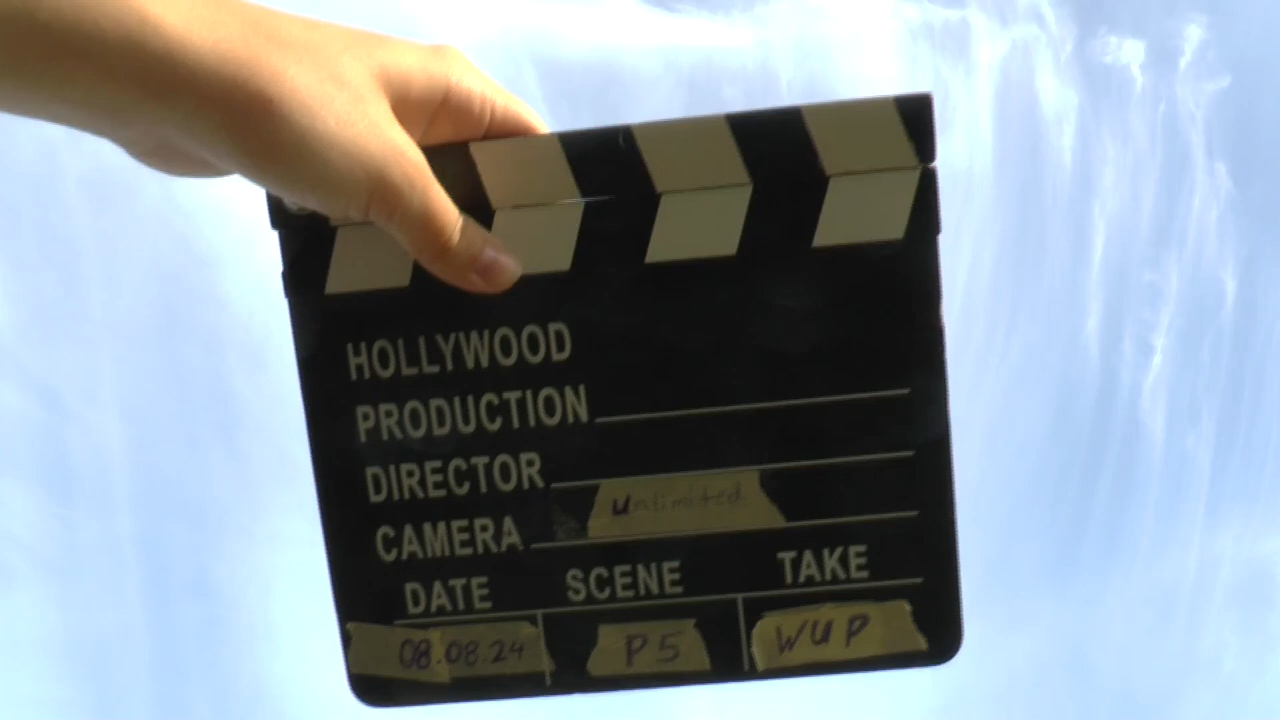 HOLLYWOOD
PRODUCTION
DIRECTOR
CAMERA unlimited
DATE SCENE TAKE
08.08.24 P5 WUP